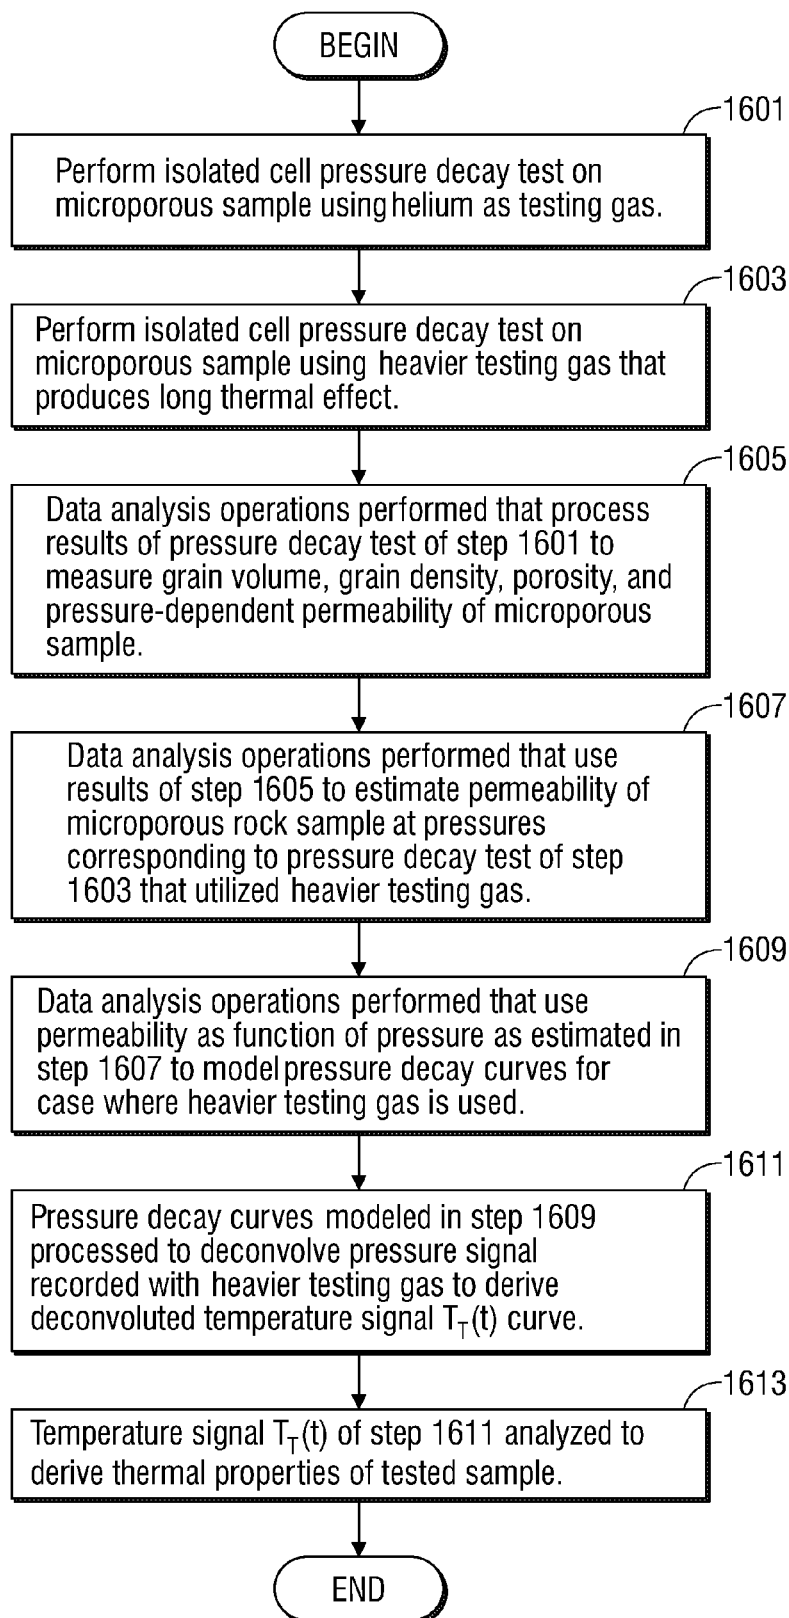 BEGIN
1601
Perform isolated cell pressure decay test on
microporous sample using helium as testing gas.
1603
Perform isolated cell pressure decay test on
microporous sample using heavier testing gas that
produces long thermal effect.
1605
Data analysis operations performed that process
results of pressure decay test of step 1601 to
measure grain volume, grain density, porosity, and
pressure-dependent permeability of microporous
sample.
1607
Data analysis operations performed that use
results of step 1605 to estimate permeability of
microporous rock sample at pressures
corresponding to pressure decay test of step
1603 that utilized heavier testing gas.
1609
Data analysis operations performed that use
permeability as function of pressure as estimated in
step 1607 to model pressure decay curves for
case where heavier testing gas is used.
1611
Pressure decay curves modeled in step 1609
processed to deconvolve pressure signal
recorded with heavier testing gas to derive
deconvoluted temperature signal T_T(t) curve.
1613
Temperature signal T_T(t) of step 1611 analyzed to
derive thermal properties of tested sample.
END